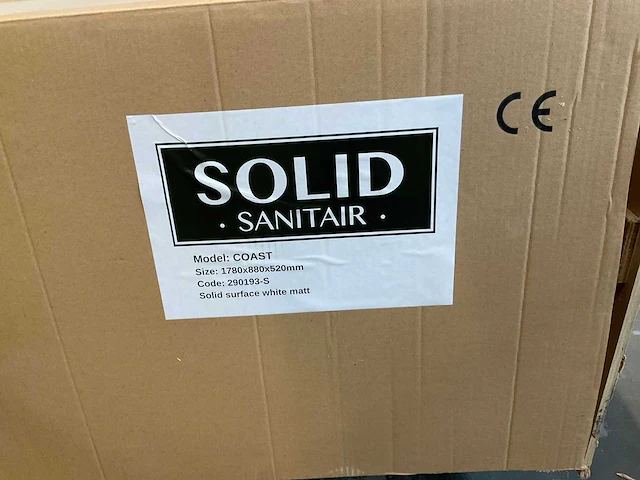 SOLID
· SANITAIR ·
Model: COAST
Size: 1780x880x520mm
Code: 290193-S
Solid surface white matt
CE